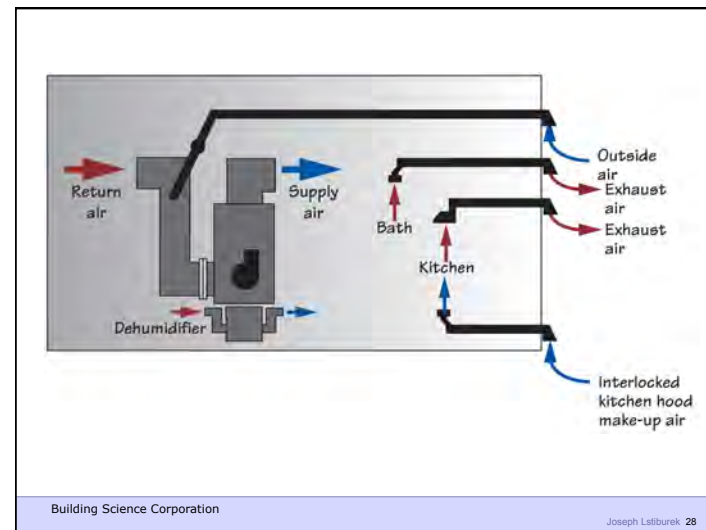 Return
air
Supply
air
Dehumidifier
Bath
Kitchen
Outside
air
Exhaust
air
Exhaust
air
Interlocked
kitchen hood
make-up air
Building Science Corporation
Joseph Lstiburek 28